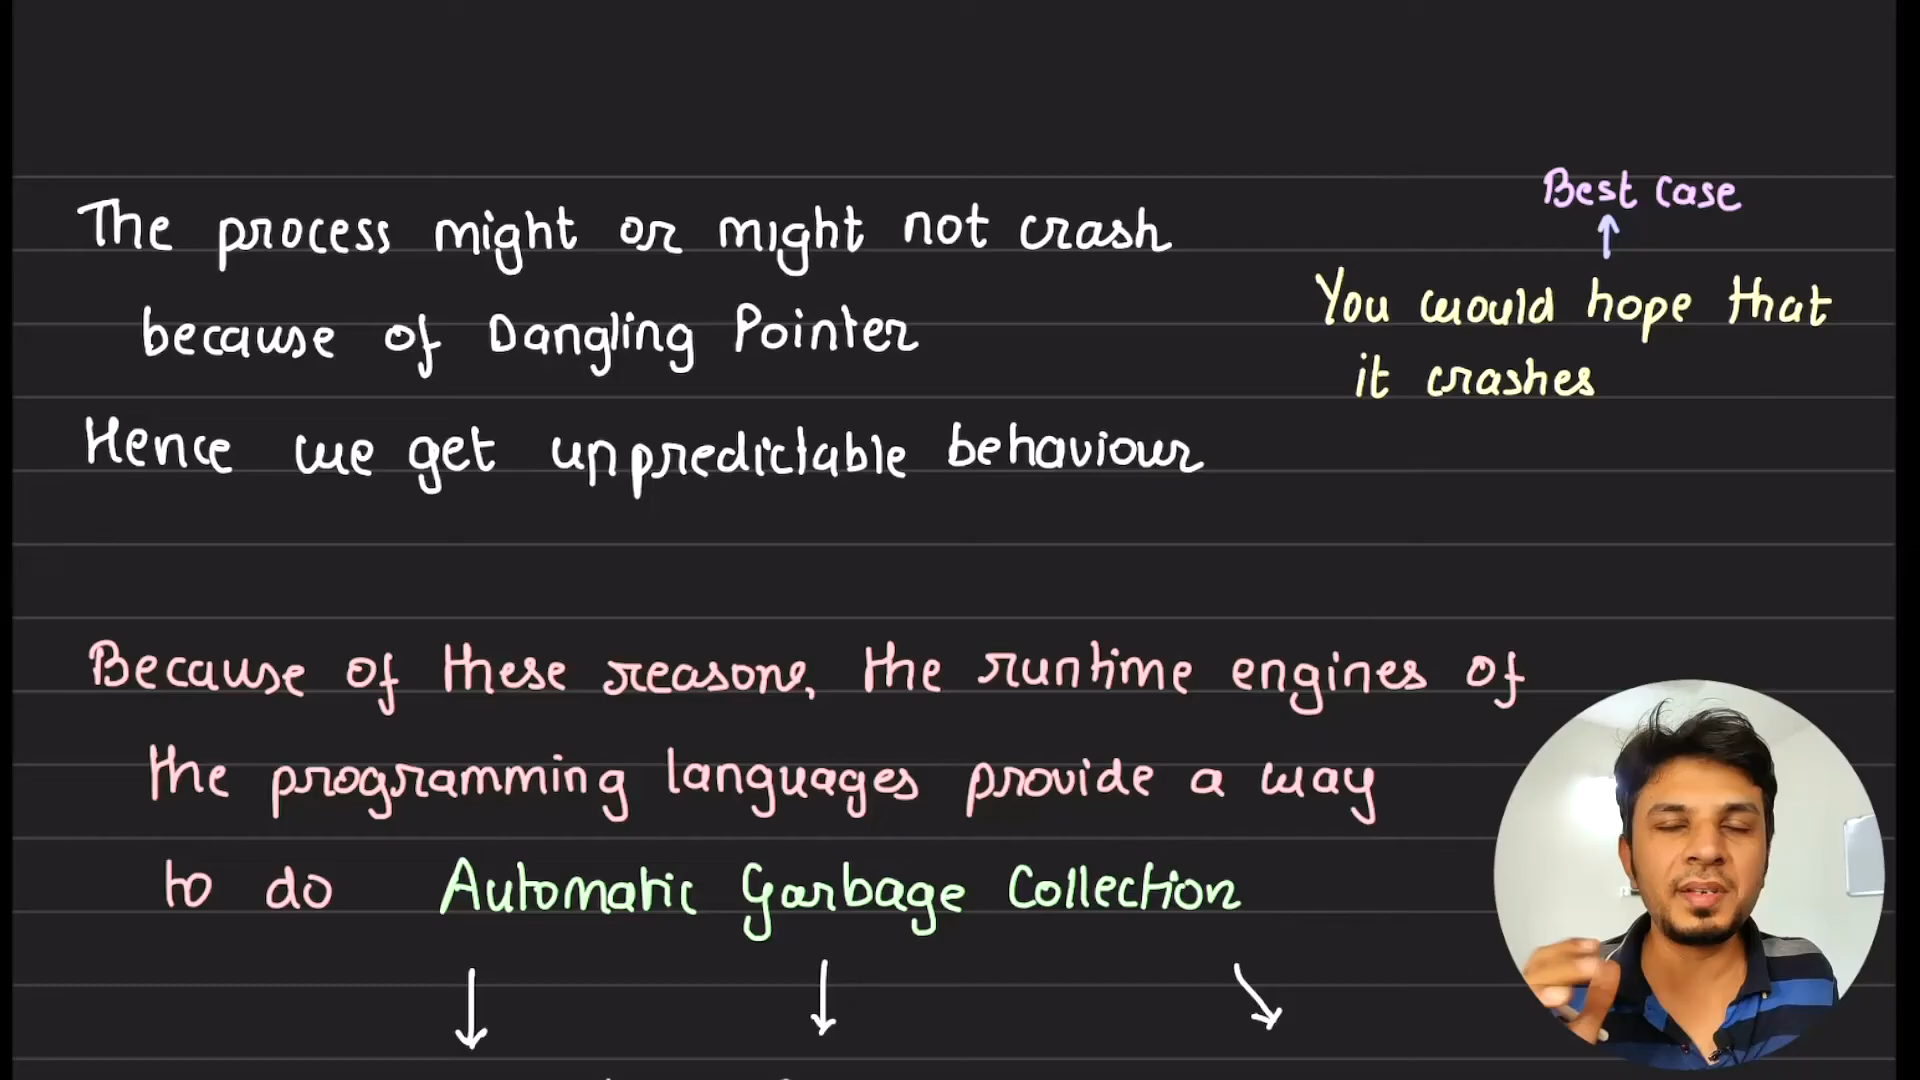 Best case
The process might or might not crash
You would hope that
because of Dangling Pointer
it crashes
Hence we get unpredictable behaviour
Because of these reasons, the runtime engines of
the programming languages provide a way
to do Automatic Garbage Collection